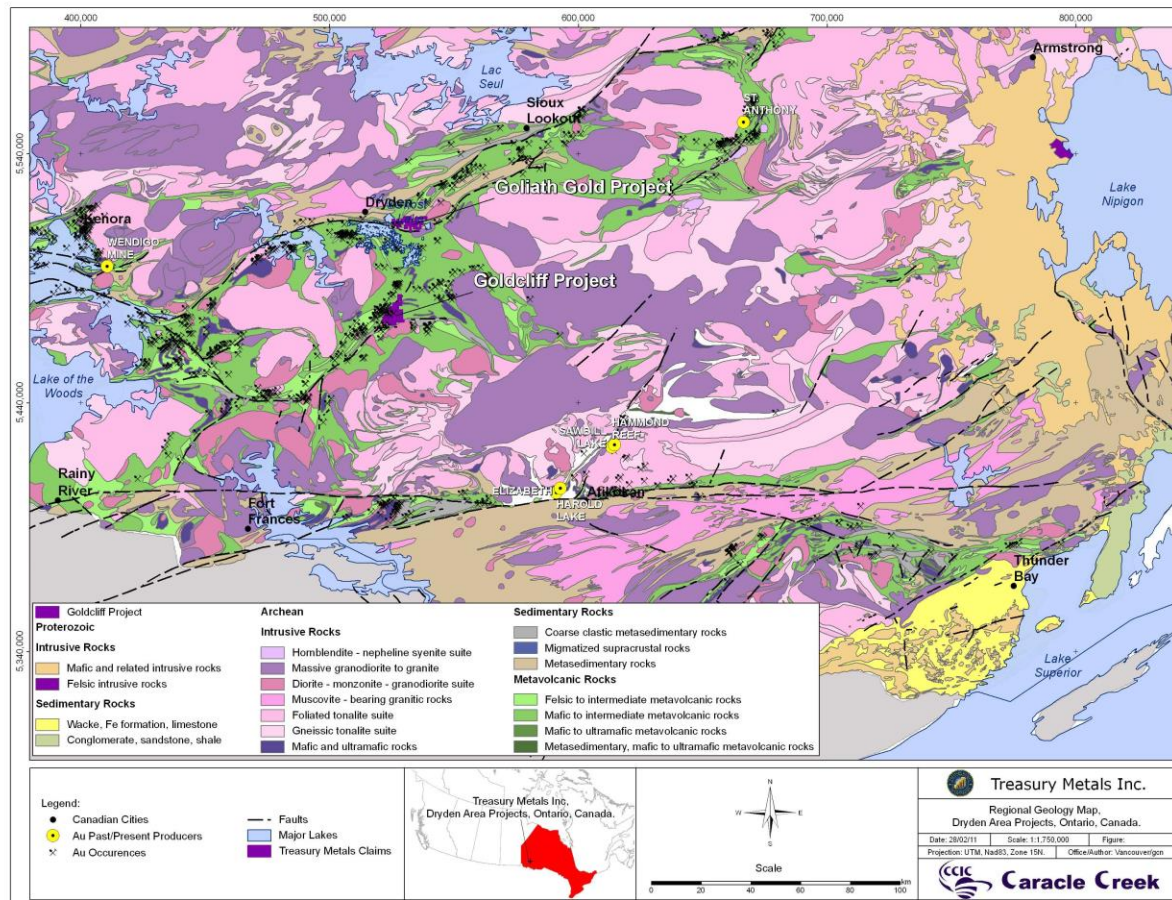 400,000
500,000
600,000
700,000
800,000
5,540,000
5,440,000
5,340,000
Armstrong
Lac
Seul
Sioux
Lookout
ST.
ANTHONY
Goliath Gold Project
Dryden
Kenora
WENDIGO
MINE
Lake
Nipigon
Goldcliff Project
Lake of the
Woods
HAMMOND
REEF
SAWBILL
LAKE
Rainy
River
ELIZABETH
Atikokan
HAROLD
LAKE
Fort
Frances
Thunder
Bay
Lake
Superior
Goldcliff Project
Proterozoic
Intrusive Rocks
Mafic and related intrusive rocks
Felsic intrusive rocks
Sedimentary Rocks
Wacke, Fe formation, limestone
Conglomerate, sandstone, shale
Archean
Intrusive Rocks
Hornblendite - nepheline syenite suite
Massive granodiorite to granite
Diorite - monzonite - granodiorite suite
Muscovite - bearing granitic rocks
Foliated tonalite suite
Gneissic tonalite suite
Mafic and ultramafic rocks
Sedimentary Rocks
Coarse clastic metasedimentary rocks
Migmatized supracrustal rocks
Metasedimentary rocks
Metavolcanic Rocks
Felsic to intermediate metavolcanic rocks
Mafic to intermediate metavolcanic rocks
Mafic to ultramafic metavolcanic rocks
Metasedimentary, mafic to ultramafic metavolcanic rocks
Legend:
Canadian Cities
Au Past/Present Producers
Au Occurences
Faults
Major Lakes
Treasury Metals Claims
Treasury Metals Inc.
Dryden Area Projects, Ontario, Canada.
N
W
E
S
Scale
km
0 10 20 40 60 80 100
Treasury Metals Inc.
Regional Geology Map,
Dryden Area Projects, Ontario, Canada.
Date: 28/02/11 Scale: 1:1,750,000 Figure:
Projection: UTM, Nad83, Zone 15N. Office/Author: Vancouver/gcn
CCIC
Caracle Creek